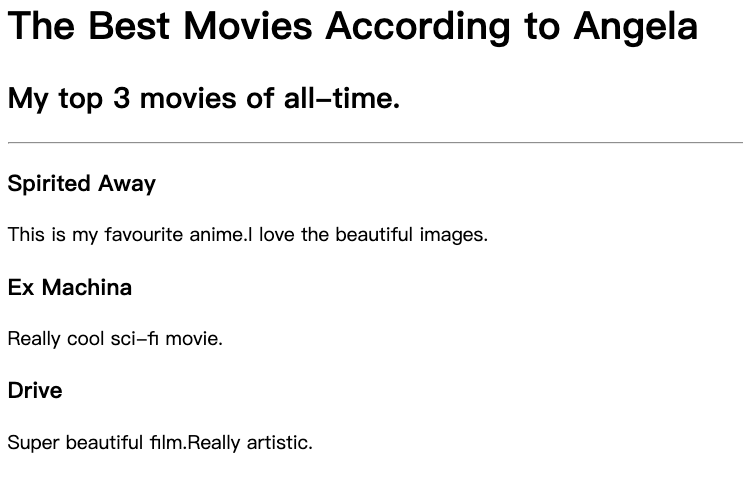 The Best Movies According to Angela
My top 3 movies of all-time.
Spirited Away
This is my favourite anime.I love the beautiful images.
Ex Machina
Really cool sci-fi movie.
Drive
Super beautiful film.Really artistic.